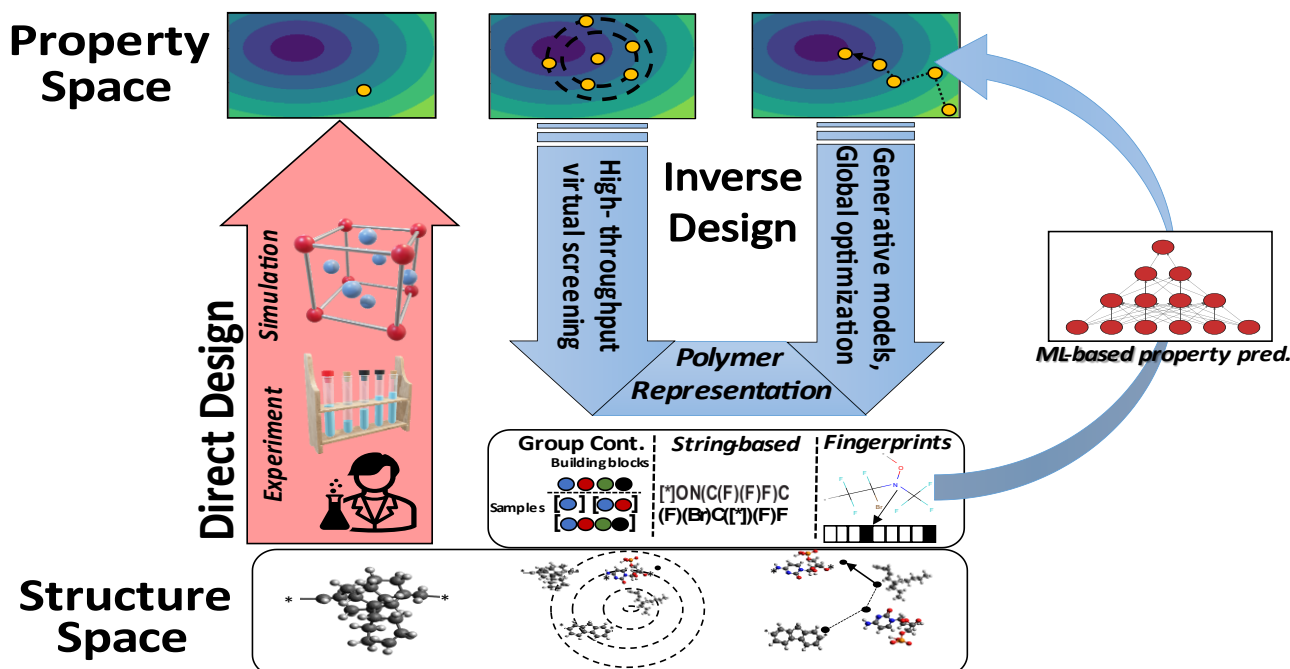 Property
Space
Direct Design
Experiment
Simulation
High- throughput
virtual screening
Inverse
Design
Generative models,
Global optimization
Polymer
Representation
ML-based property pred.
Group Cont.
Building blocks
Samples
[ ] [ ]
[ ]
String-based
[*]ON(C(F)(F)F)C
(F)(Br)C([*])(F)F
Fingerprints
O
N
F
F
F
F
F
F
Br
Structure
Space
*
*